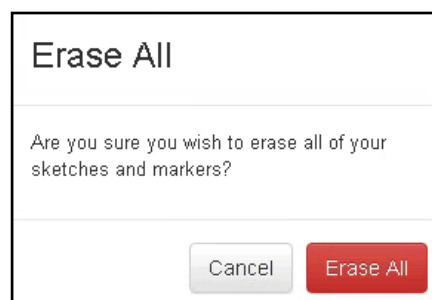 Erase All
Are you sure you wish to erase all of your
sketches and markers?
Cancel Erase All